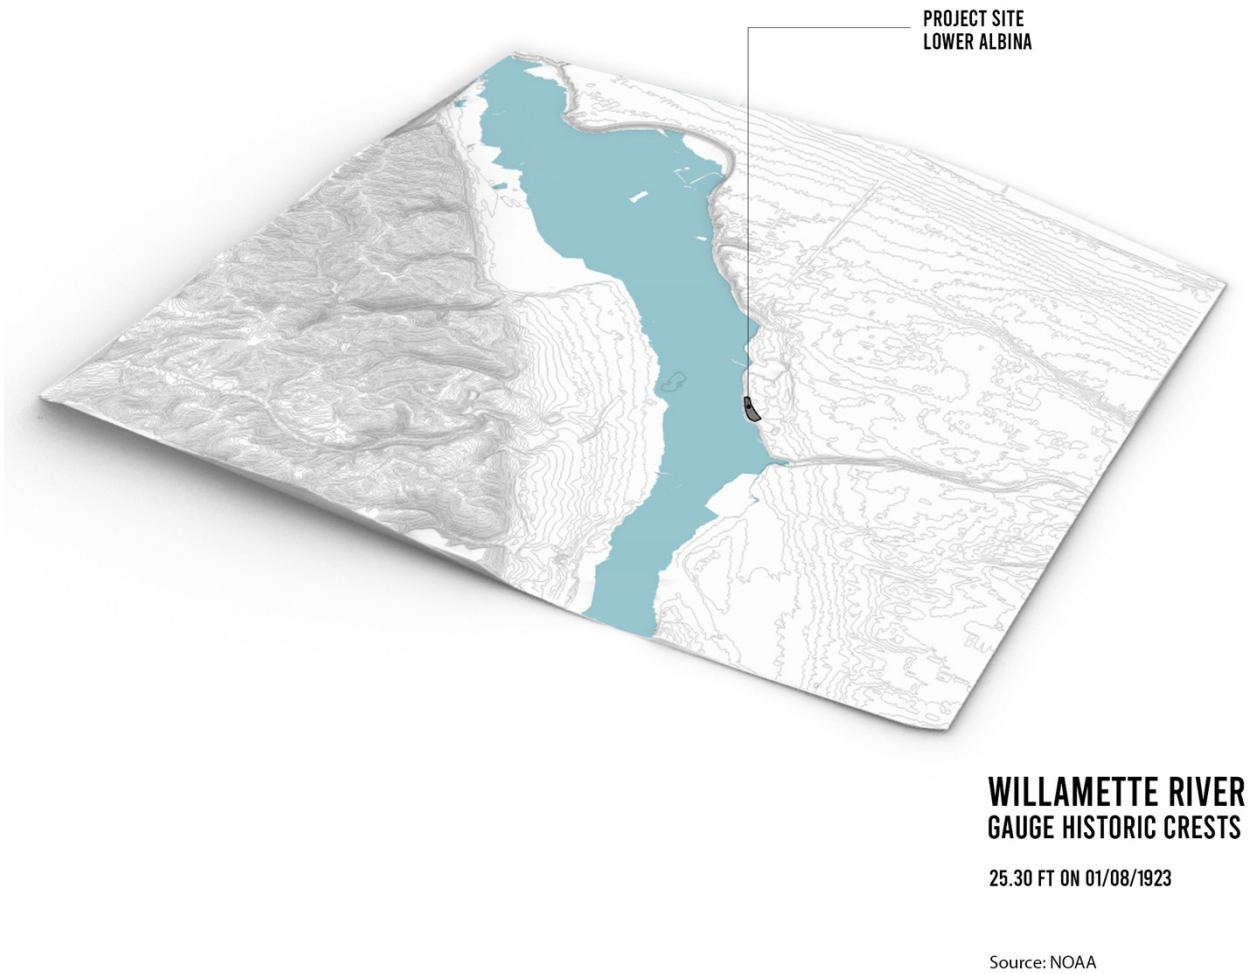 PROJECT SITE
LOWER ALBINA
WILLAMETTE RIVER
GAUGE HISTORIC CRESTS
25.30 FT ON 01/08/1923
Source: NOAA